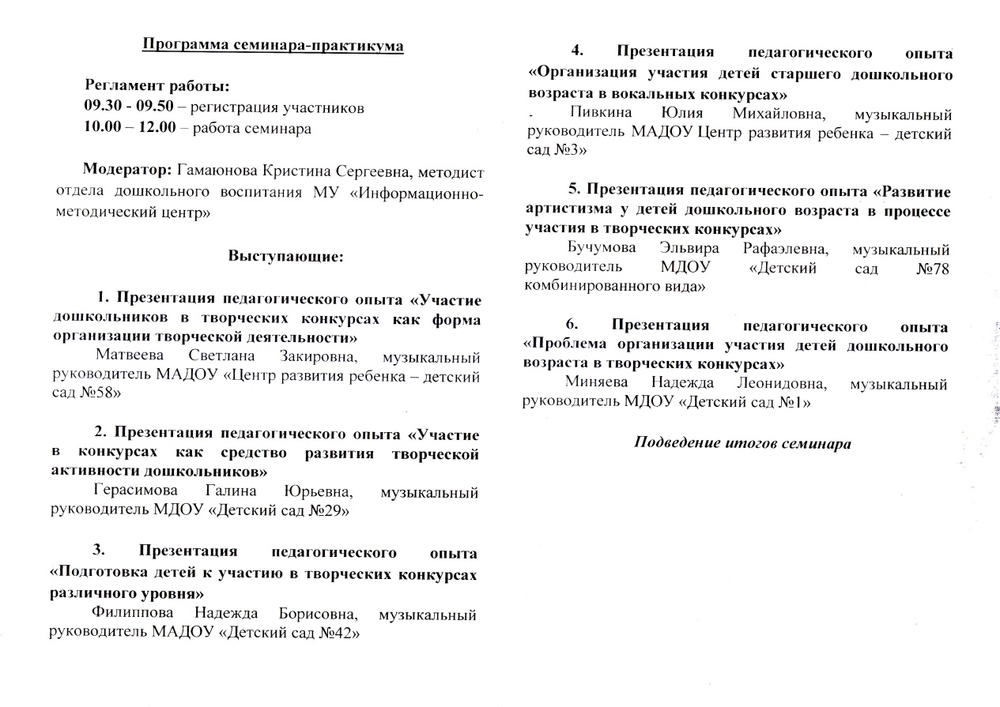 Программа семинара-практикума
Регламент работы:
09.30 - 09.50 – регистрация участников
10.00 – 12.00 – работа семинара
Модератор: Гамаюнова Кристина Сергеевна, методист
отдела дошкольного воспитания МУ «Информационно-
методический центр»
Выступающие:
1. Презентация педагогического опыта «Участие
дошкольников в творческих конкурсах как форма
организации творческой деятельности»
Матвеева Светлана Закировна, музыкальный
руководитель МАДОУ «Центр развития ребенка – детский
сад №58»
2. Презентация педагогического опыта «Участие
в конкурсах как средство развития творческой
активности дошкольников»
Герасимова Галина Юрьевна, музыкальный
руководитель МДОУ «Детский сад №29»
3. Презентация педагогического опыта
«Подготовка детей к участию в творческих конкурсах
различного уровня»
Филиппова Надежда Борисовна, музыкальный
руководитель МАДОУ «Детский сад №42»
4. Презентация педагогического опыта
«Организация участия детей старшего дошкольного
возраста в вокальных конкурсах»
Пивкина Юлия Михайловна, музыкальный
руководитель МАДОУ Центр развития ребенка – детский
сад №3»
5. Презентация педагогического опыта «Развитие
артистизма у детей дошкольного возраста в процессе
участия в творческих конкурсах»
Бучумова Эльвира Рафаэлевна, музыкальный
руководитель МДОУ «Детский сад №78
комбинированного вида»
6. Презентация педагогического опыта
«Проблема организации участия детей дошкольного
возраста в творческих конкурсах»
Миняева Надежда Леонидовна, музыкальный
руководитель МДОУ «Детский сад №1»
Подведение итогов семинара